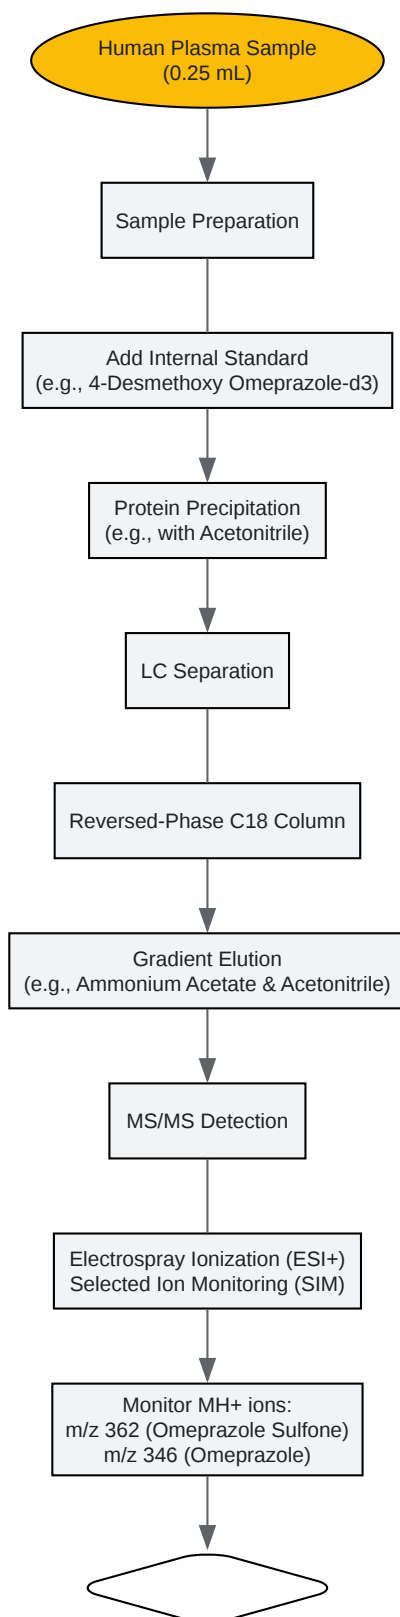 Human Plasma Sample
(0.25 mL)
Sample Preparation
Add Internal Standard
(e.g., 4-Desmethoxy Omeprazole-d3)
Protein Precipitation
(e.g., with Acetonitrile)
LC Separation
Reversed-Phase C18 Column
Gradient Elution
(e.g., Ammonium Acetate & Acetonitrile)
MS/MS Detection
Electrospray Ionization (ESI+)
Selected Ion Monitoring (SIM)
Monitor MH+ ions:
m/z 362 (Omeprazole Sulfone)
m/z 346 (Omeprazole)